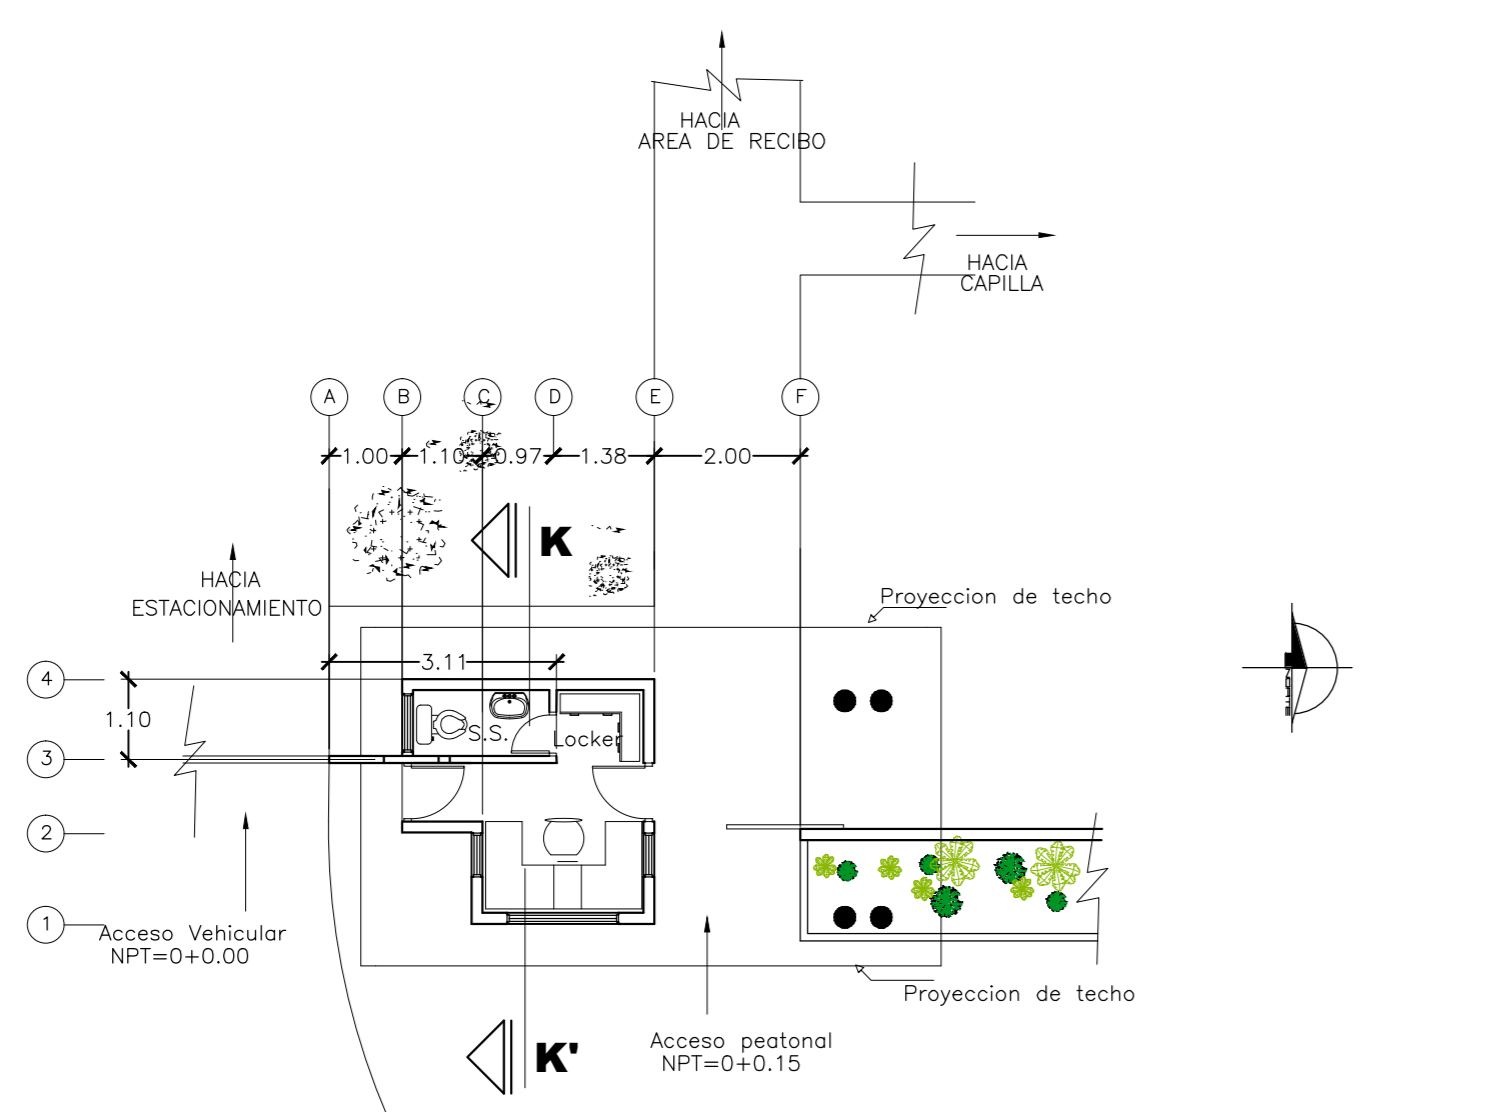 HACIA
AREA DE RECIBO
HACIA
CAPILLA
A B C D E F
1.00 1.10 0.97 1.38 2.00
K
HACIA
ESTACIONAMIENTO
Proyeccion de techo
3.11
4
1.10
S.S.
Locker
3
2
1
Acceso Vehicular
NPT=0+0.00
Proyeccion de techo
K'
Acceso peatonal
NPT=0+0.15